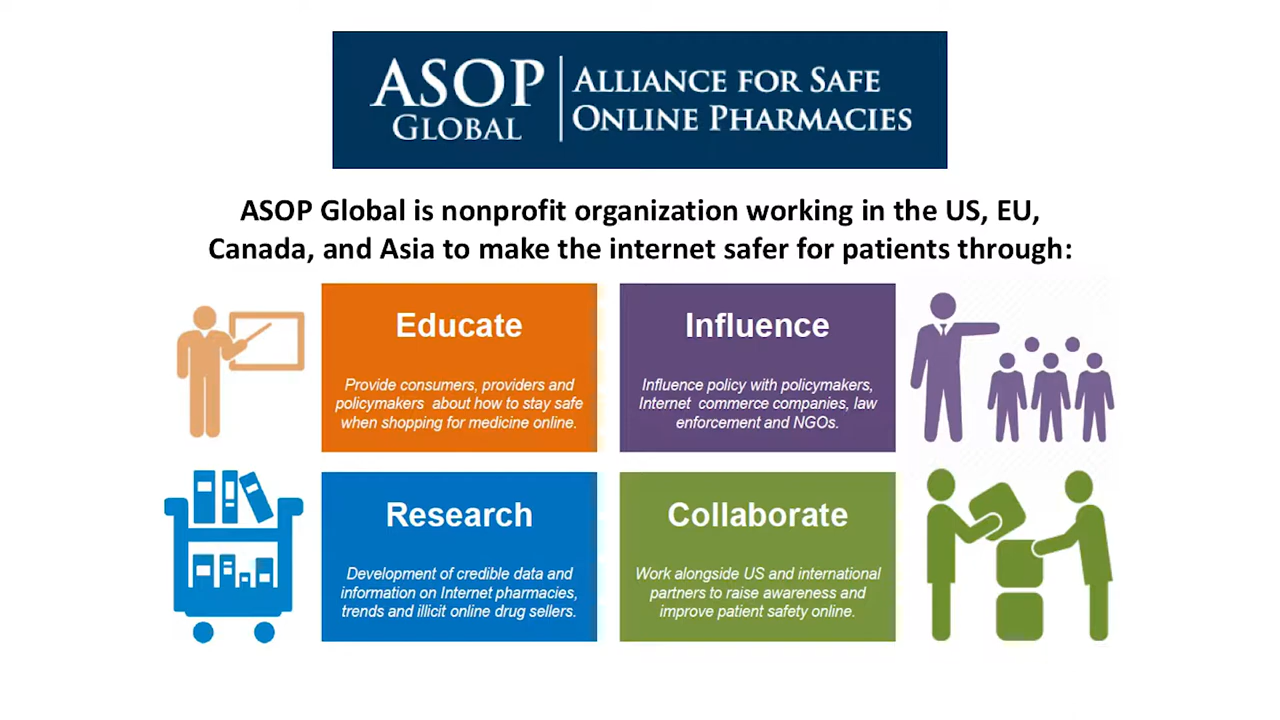 ASOP
GLOBAL
ALLIANCE FOR SAFE
ONLINE PHARMACIES
ASOP Global is nonprofit organization working in the US, EU,
Canada, and Asia to make the internet safer for patients through:
Educate
Provide consumers, providers and
policymakers about how to stay safe
when shopping for medicine online.
Influence
Influence policy with policymakers,
Internet commerce companies, law
enforcement and NGOs.
Research
Development of credible data and
information on Internet pharmacies,
trends and illicit online drug sellers.
Collaborate
Work alongside US and international
partners to raise awareness and
improve patient safety online.